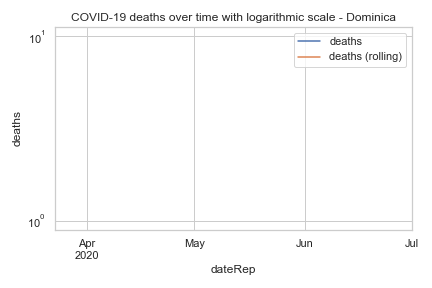 COVID-19 deaths over time with logarithmic scale - Dominica
10¹
deaths
deaths (rolling)
deaths
10⁰
Apr
2020
May
Jun
Jul
dateRep